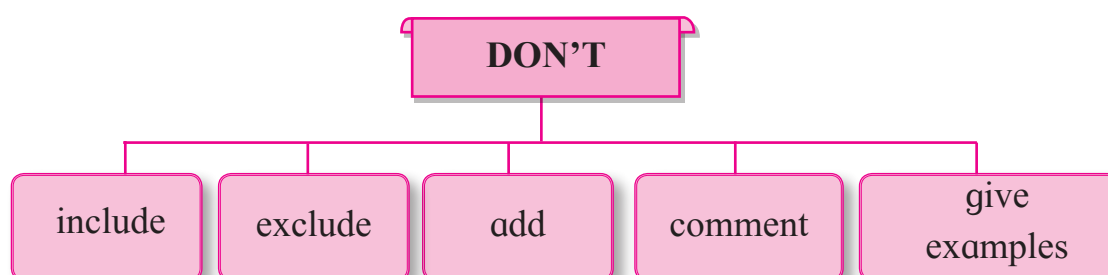 DON’T
include
exclude
add
comment
give
examples